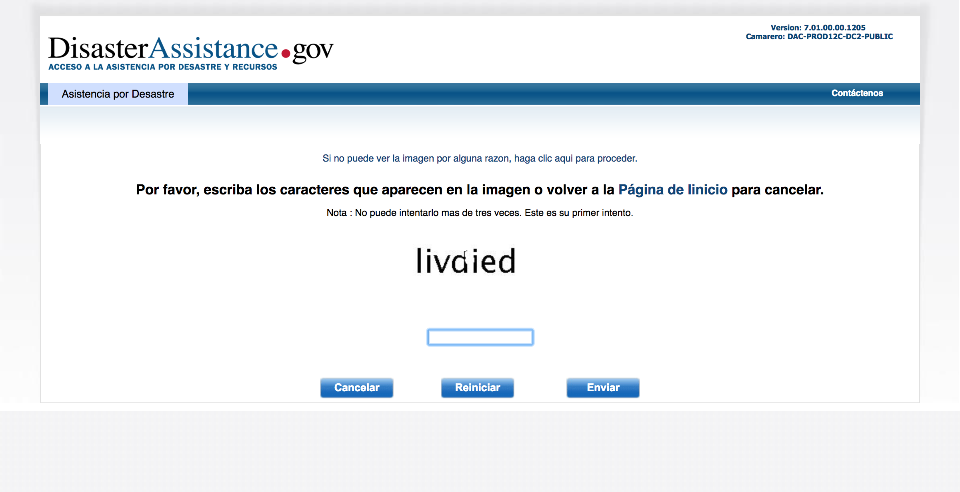 Version: 7.01.00.00.1205
Camarero: DAC-PROD12C-DC2-PUBLIC
DisasterAssistance.gov
ACCESO A LA ASISTENCIA POR DESASTRE Y RECURSOS
Asistencia por Desastre
Contáctenos
Si no puede ver la imagen por alguna razon, haga clic aqui para proceder.
Por favor, escriba los caracteres que aparecen en la imagen o volver a la Página de Iinicio para cancelar.
Nota : No puede intentarlo mas de tres veces. Este es su primer intento.
Cancelar
Reiniciar
Enviar